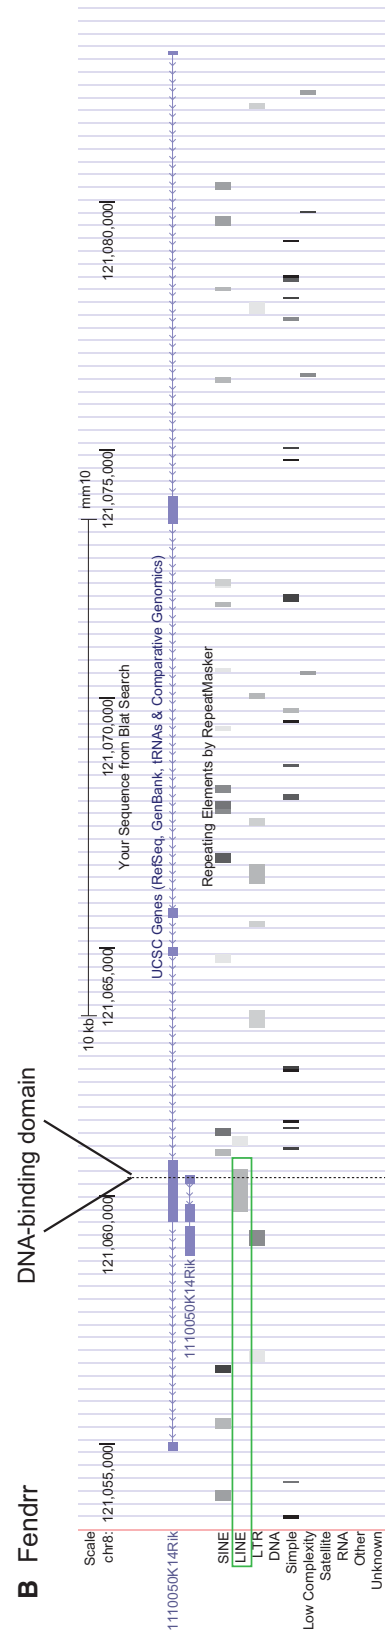 B Fendrr
DNA-binding domain
Scale
10 kb
mm10
chr8:
121,055,000
121,060,000
121,065,000
121,070,000
121,075,000
121,080,000
Your Sequence from Blat Search
UCSC Genes (RefSeq, GenBank, tRNAs & Comparative Genomics)
1110050K14Rik
1110050K14Rik
Repeating Elements by RepeatMasker
SINE
LINE
LTR
DNA
Simple
Low Complexity
Satellite
RNA
Other
Unknown